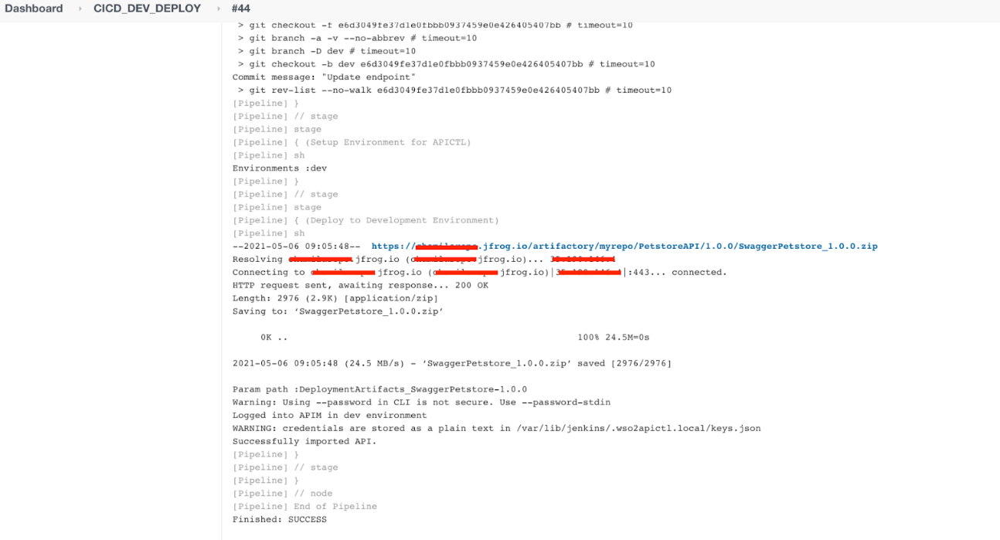 Dashboard › CICD_DEV_DEPLOY › #44
> git checkout -f e6d3049fe37d1e0fbbb0937459e0e426405407bb # timeout=10
> git branch -a -v --no-abbrev # timeout=10
> git branch -D dev # timeout=10
> git checkout -b dev e6d3049fe37d1e0fbbb0937459e0e426405407bb # timeout=10
Commit message: "Update endpoint"
> git rev-list --no-walk e6d3049fe37d1e0fbbb0937459e0e426405407bb # timeout=10
[Pipeline] }
[Pipeline] // stage
[Pipeline] stage
[Pipeline] { (Setup Environment for APICTL)
[Pipeline] sh
Environments :dev
[Pipeline] }
[Pipeline] // stage
[Pipeline] stage
[Pipeline] { (Deploy to Development Environment)
[Pipeline] sh
--2021-05-06 09:05:48-- https:// .jfrog.io/artifactory/myrepo/PetstoreAPI/1.0.0/SwaggerPetstore_1.0.0.zip
Resolving .jfrog.io ( jfrog.io)...
Connecting to jfrog.io ( jfrog.io)| |:443... connected.
HTTP request sent, awaiting response... 200 OK
Length: 2976 (2.9K) [application/zip]
Saving to: ‘SwaggerPetstore_1.0.0.zip’
0K .. 100% 24.5M=0s
2021-05-06 09:05:48 (24.5 MB/s) - ‘SwaggerPetstore_1.0.0.zip’ saved [2976/2976]
Param path :DeploymentArtifacts_SwaggerPetstore-1.0.0
Warning: Using --password in CLI is not secure. Use --password-stdin
Logged into APIM in dev environment
WARNING: credentials are stored as a plain text in /var/lib/jenkins/.wso2apictl.local/keys.json
Successfully imported API.
[Pipeline] }
[Pipeline] // stage
[Pipeline] }
[Pipeline] // node
[Pipeline] End of Pipeline
Finished: SUCCESS